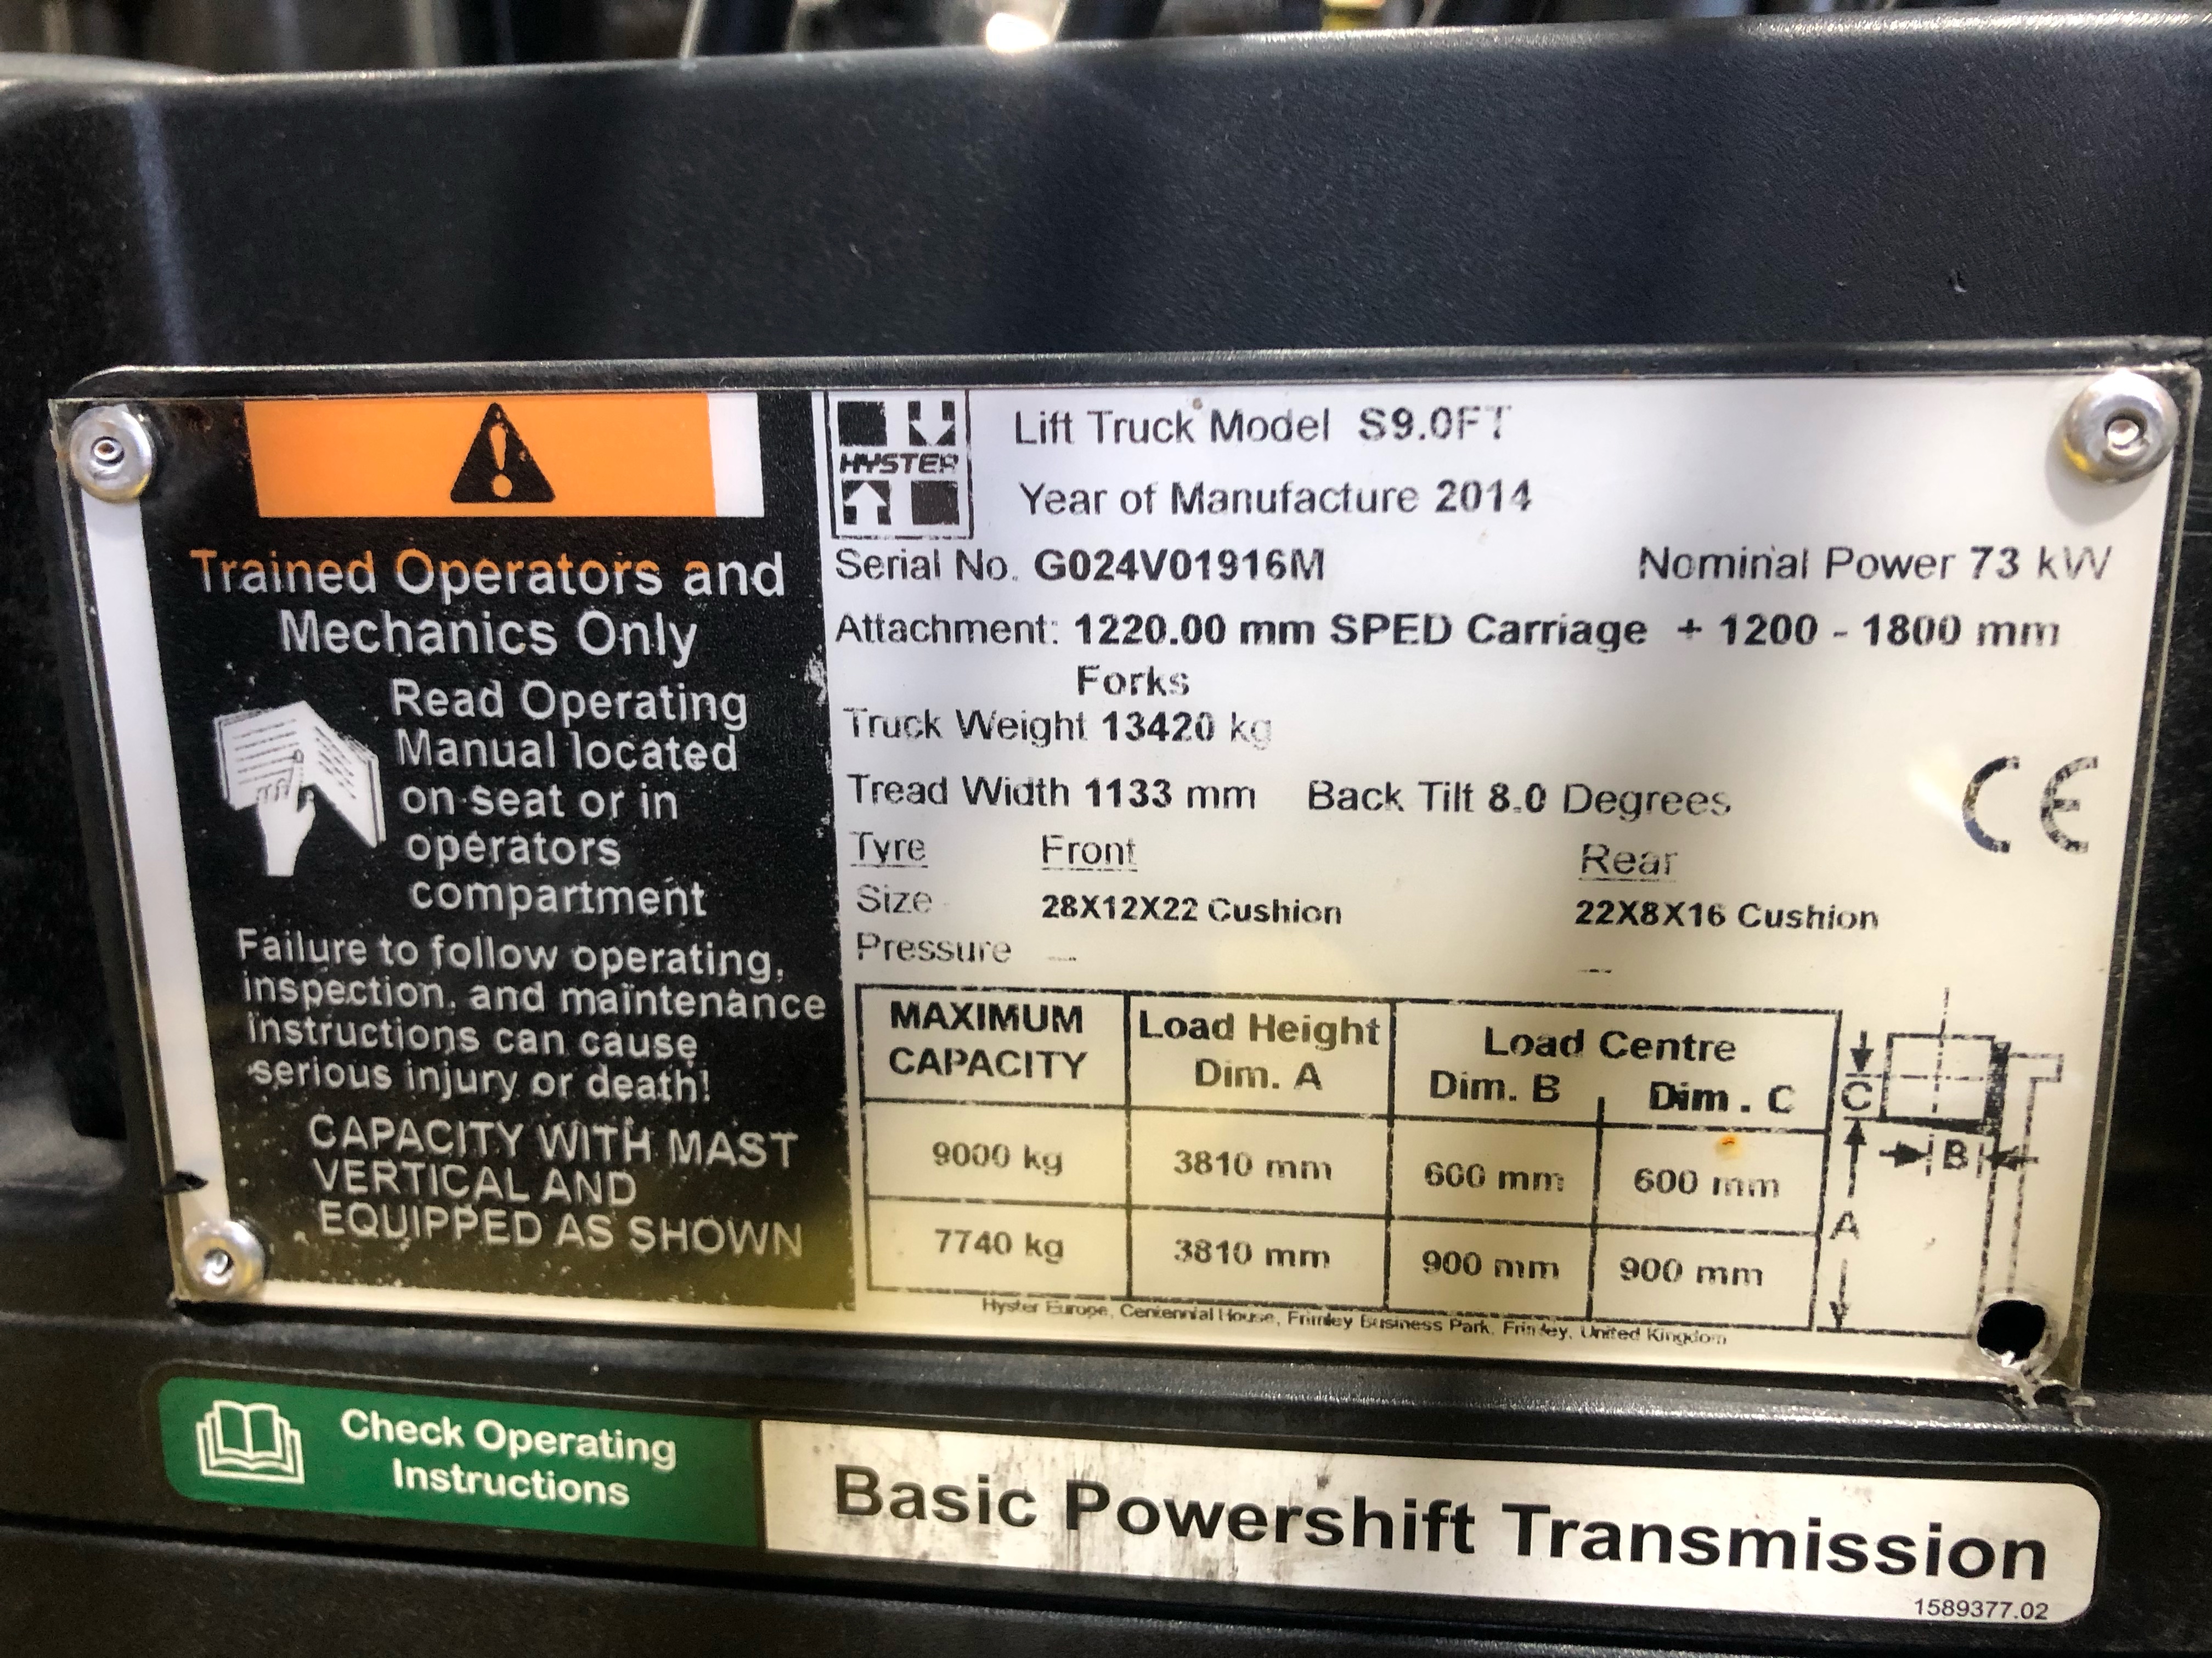 Trained Operators and
Mechanics Only
Read Operating
Manual located
on seat or in
operators
compartment
Failure to follow operating,
inspection, and maintenance
instructions can cause
serious injury or death!
CAPACITY WITH MAST
VERTICAL AND
EQUIPPED AS SHOWN
HYSTER
Lift Truck Model S9.0FT
Year of Manufacture 2014
Serial No. G024V01916M Nominal Power 73 kW
Attachment: 1220.00 mm SPED Carriage + 1200 - 1800 mm
Forks
Truck Weight 13420 kg
Tread Width 1133 mm Back Tilt 8.0 Degrees
CE
Tyre Front Rear
Size 28X12X22 Cushion 22X8X16 Cushion
Pressure --- ---
MAXIMUM CAPACITY Load Height Dim. A Load Centre Dim. B Dim. C
9000 kg 3810 mm 600 mm 600 mm
7740 kg 3810 mm 900 mm 900 mm
C
B
A
Hyster Europe, Centennial House, Frimley Business Park, Frimley, United Kingdom
Check Operating
Instructions
Basic Powershift Transmission
1589377.02